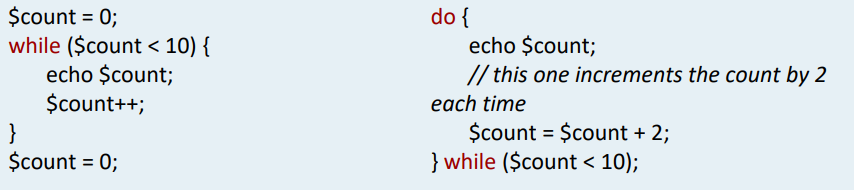 $count = 0;
while ($count < 10) {
echo $count;
$count++;
}
$count = 0;
do {
echo $count;
// this one increments the count by 2
each time
$count = $count + 2;
} while ($count < 10);